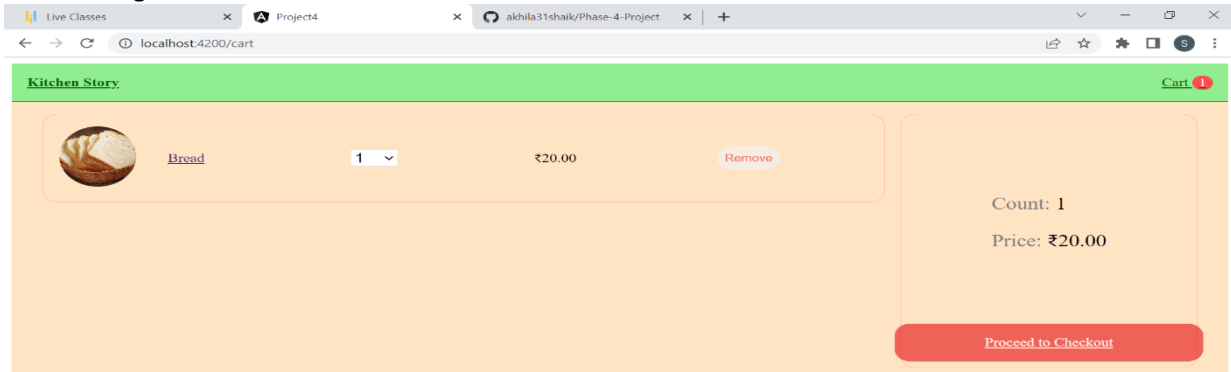 Live Classes
Project4
akhila31shaik/Phase-4-Project
localhost:4200/cart
S
Kitchen Story
Cart 1
Bread 1 ₹20.00 Remove
Count: 1
Price: ₹20.00
Proceed to Checkout